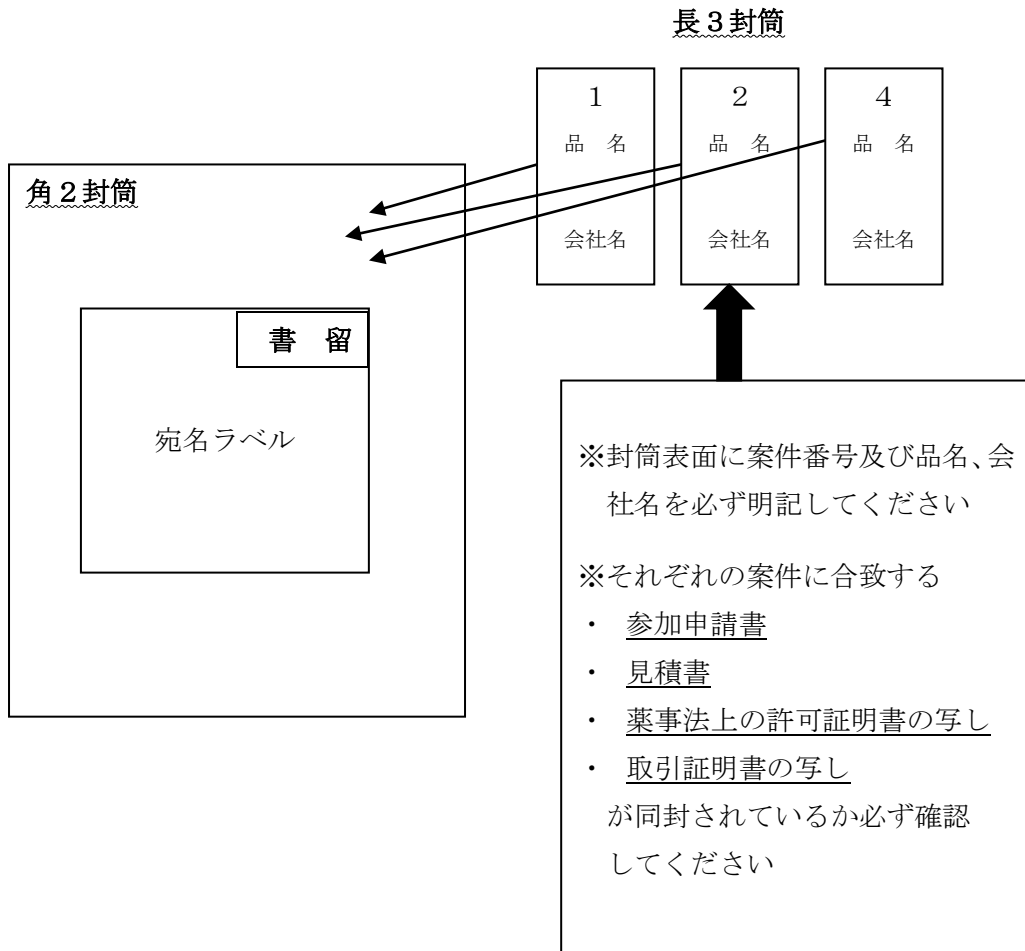 長３封筒
１
品　名
会社名
２
品　名
会社名
４
品　名
会社名
角２封筒
書　留
宛名ラベル
※封筒表面に案件番号及び品名、会
社名を必ず明記してください
※それぞれの案件に合致する
・　参加申請書
・　見積書
・　薬事法上の許可証明書の写し
・　取引証明書の写し
が同封されているか必ず確認
してください